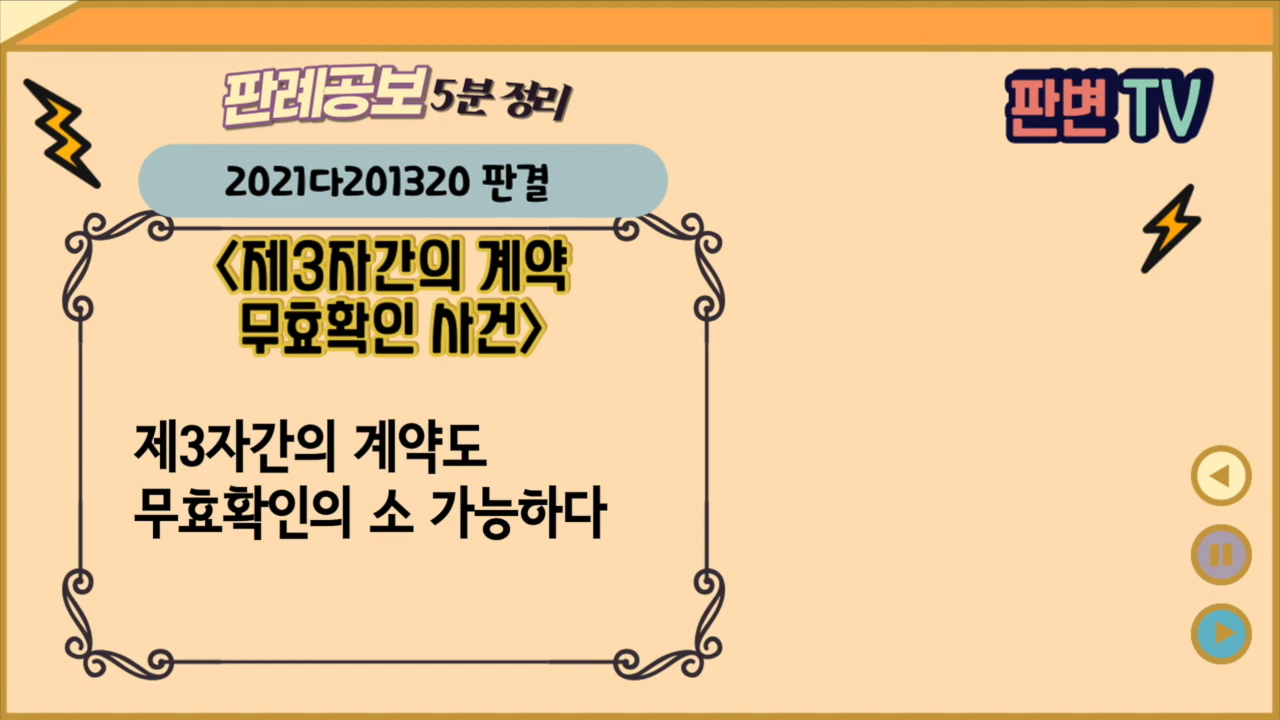 판례공보 5분 정리
판변 TV
2021다201320 판결
<제3자간의 계약
무효확인 사건>
제3자간의 계약도
무효확인의 소 가능하다